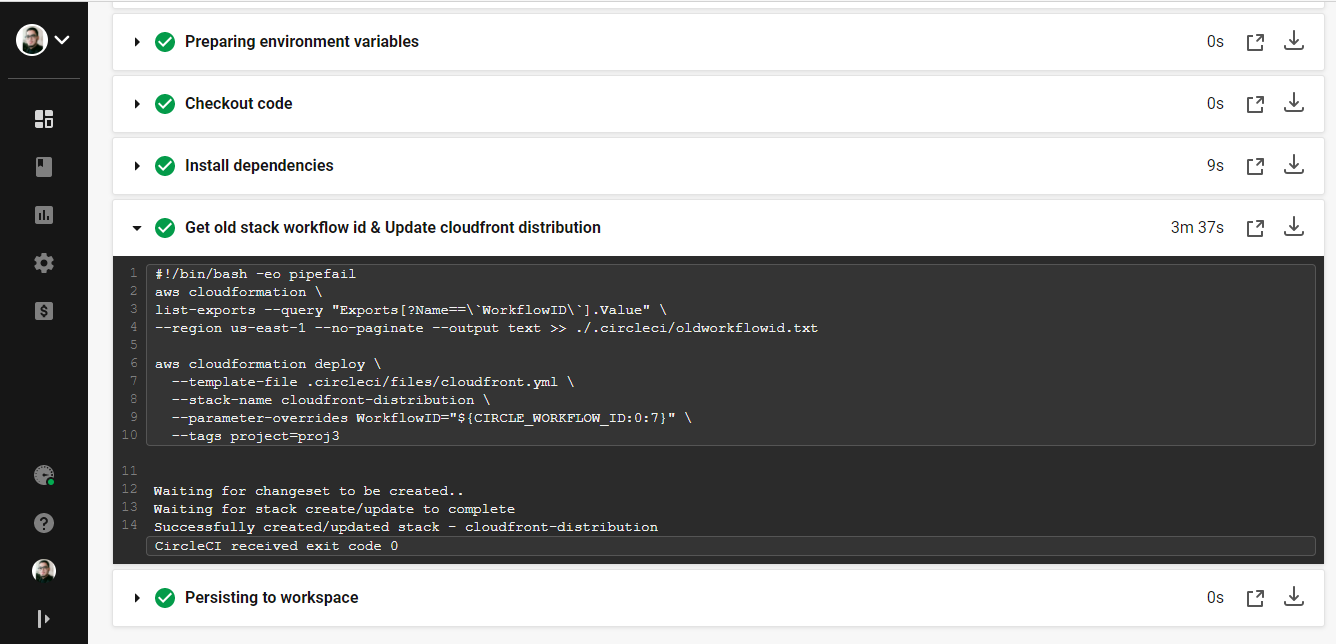 Preparing environment variables 0s
Checkout code 0s
Install dependencies 9s
Get old stack workflow id & Update cloudfront distribution 3m 37s
1 #!/bin/bash -eo pipefail
2 aws cloudformation \
3 list-exports --query "Exports[?Name==\`WorkflowID\`].Value" \
4 --region us-east-1 --no-paginate --output text >> ./.circleci/oldworkflowid.txt
5
6 aws cloudformation deploy \
7 --template-file .circleci/files/cloudfront.yml \
8 --stack-name cloudfront-distribution \
9 --parameter-overrides WorkflowID="${CIRCLE_WORKFLOW_ID:0:7}" \
10 --tags project=proj3
11
12 Waiting for changeset to be created..
13 Waiting for stack create/update to complete
14 Successfully created/updated stack - cloudfront-distribution
CircleCI received exit code 0
Persisting to workspace 0s